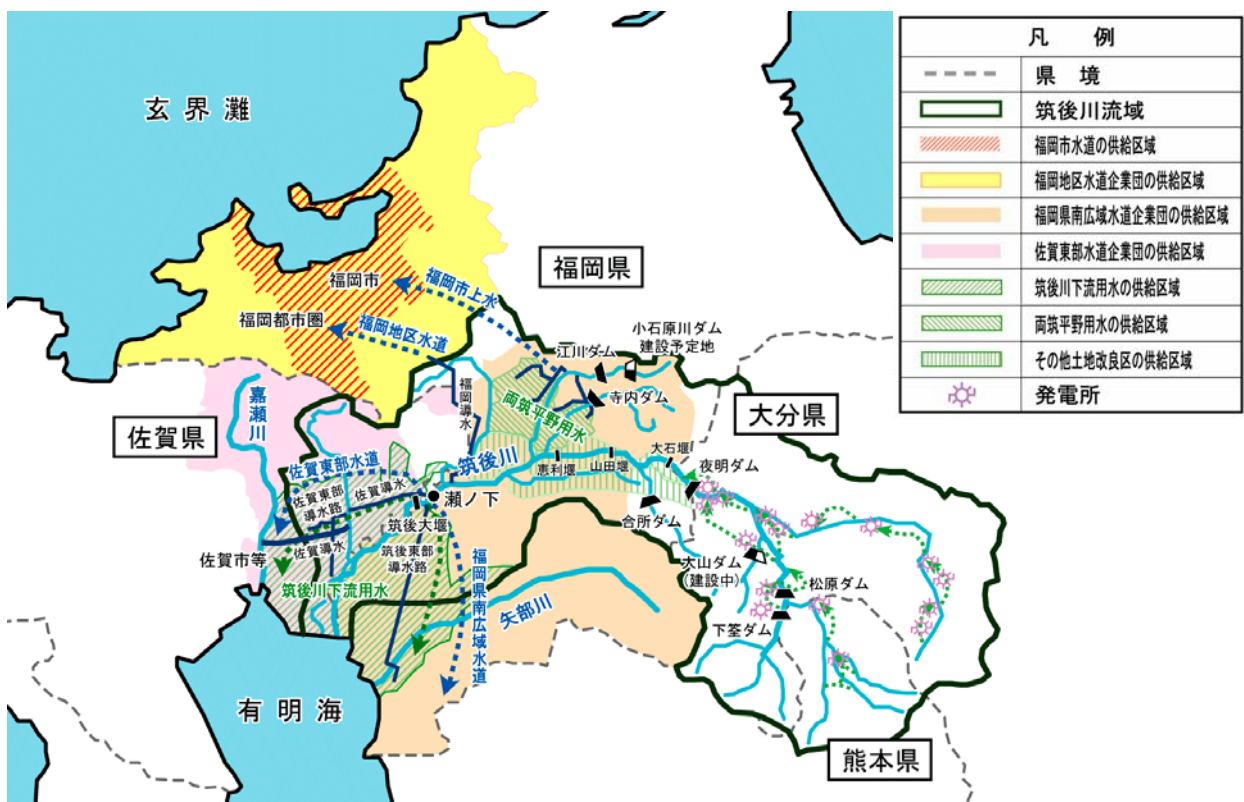 玄界灘
福岡県
福岡市
福岡市上水
福岡都市圏
福岡地区水道
小石原川ダム
建設予定地
江川ダム
寺内ダム
大分県
佐賀県
嘉瀬川
福岡導水
両筑平野用水
筑後川
恵利堰
山田堰
大石堰
夜明ダム
佐賀東部水道
佐賀東部
導水路
佐賀導水
瀬ノ下
筑後大堰
合所ダム
佐賀市等
佐賀導水
筑後東部
導水路
大山ダム
(建設中)
松原ダム
筑後川下流用水
福岡県南広域水道
矢部川
下筌ダム
有明海
熊本県
凡例
県境
筑後川流域
福岡市水道の供給区域
福岡地区水道企業団の供給区域
福岡県南広域水道企業団の供給区域
佐賀東部水道企業団の供給区域
筑後川下流用水の供給区域
両筑平野用水の供給区域
その他土地改良区の供給区域
発電所